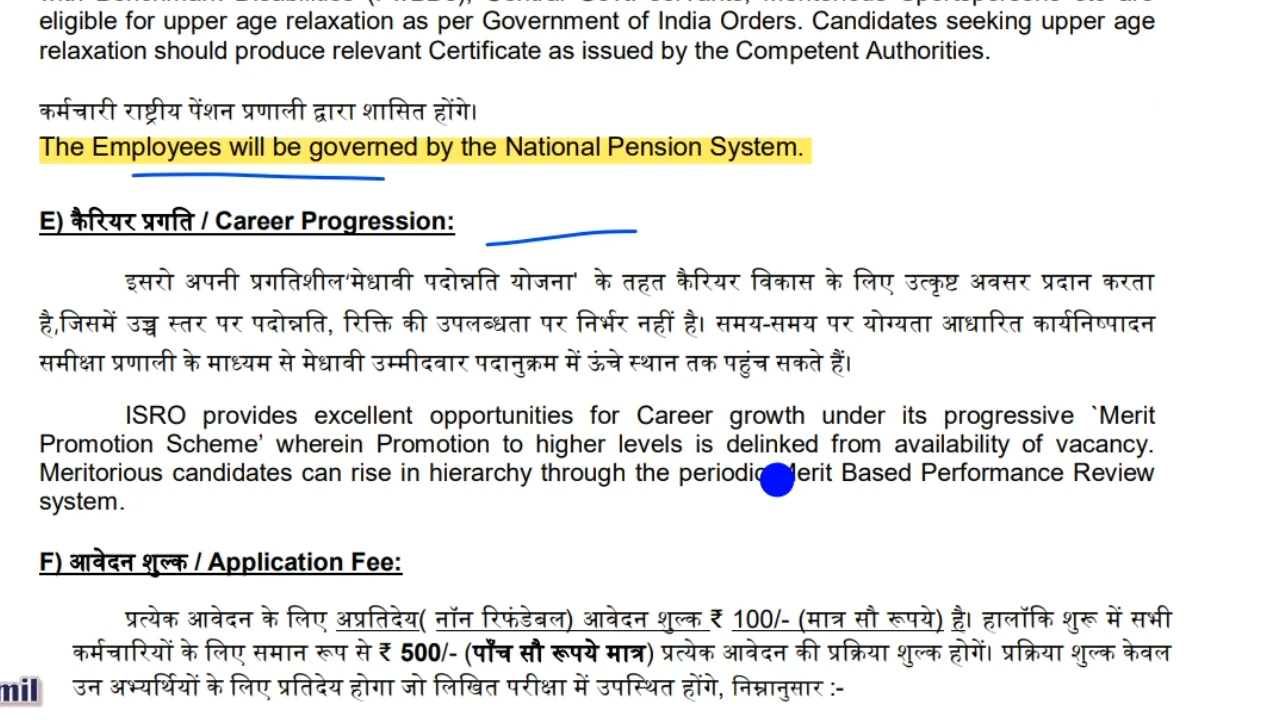 eligible for upper age relaxation as per Government of India Orders. Candidates seeking upper age
relaxation should produce relevant Certificate as issued by the Competent Authorities.
कर्मचारी राष्ट्रीय पेंशन प्रणाली द्वारा शासित होंगे।
The Employees will be governed by the National Pension System.
E) कैरियर प्रगति / Career Progression:
इसरो अपनी प्रगतिशील‘मेधावी पदोन्नति योजना' के तहत कैरियर विकास के लिए उत्कृष्ट अवसर प्रदान करता
है,जिसमें उच्च स्तर पर पदोन्नति, रिक्ति की उपलब्धता पर निर्भर नहीं है। समय-समय पर योग्यता आधारित कार्यनिष्पादन
समीक्षा प्रणाली के माध्यम से मेधावी उम्मीदवार पदानुक्रम में ऊंचे स्थान तक पहुंच सकते हैं।
ISRO provides excellent opportunities for Career growth under its progressive `Merit
Promotion Scheme’ wherein Promotion to higher levels is delinked from availability of vacancy.
Meritorious candidates can rise in hierarchy through the periodic Merit Based Performance Review
system.
F) आवेदन शुल्क / Application Fee:
प्रत्येक आवेदन के लिए अप्रतिदेय( नॉन रिफंडेबल) आवेदन शुल्क ₹ 100/- (मात्र सौ रूपये) है। हालॉकि शुरू में सभी
कर्मचारियों के लिए समान रूप से ₹ 500/- (पाँच सौ रूपये मात्र) प्रत्येक आवेदन की प्रक्रिया शुल्क होगें। प्रक्रिया शुल्क केवल
उन अभ्यर्थियों के लिए प्रतिदेय होगा जो लिखित परीक्षा में उपस्थित होंगे, निम्नानुसार :-
mil